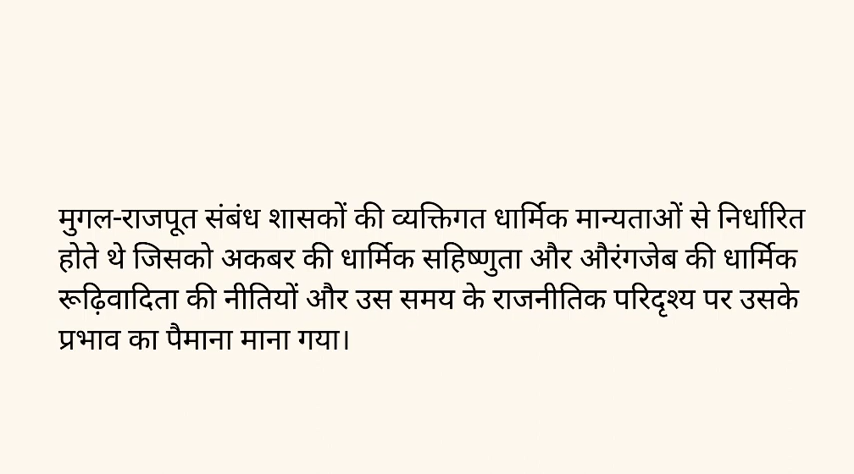 मुगल-राजपूत संबंध शासकों की व्यक्तिगत धार्मिक मान्यताओं से निर्धारित
होते थे जिसको अकबर की धार्मिक सहिष्णुता और औरंगजेब की धार्मिक
रूढ़िवादिता की नीतियों और उस समय के राजनीतिक परिदृश्य पर उसके
प्रभाव का पैमाना माना गया।